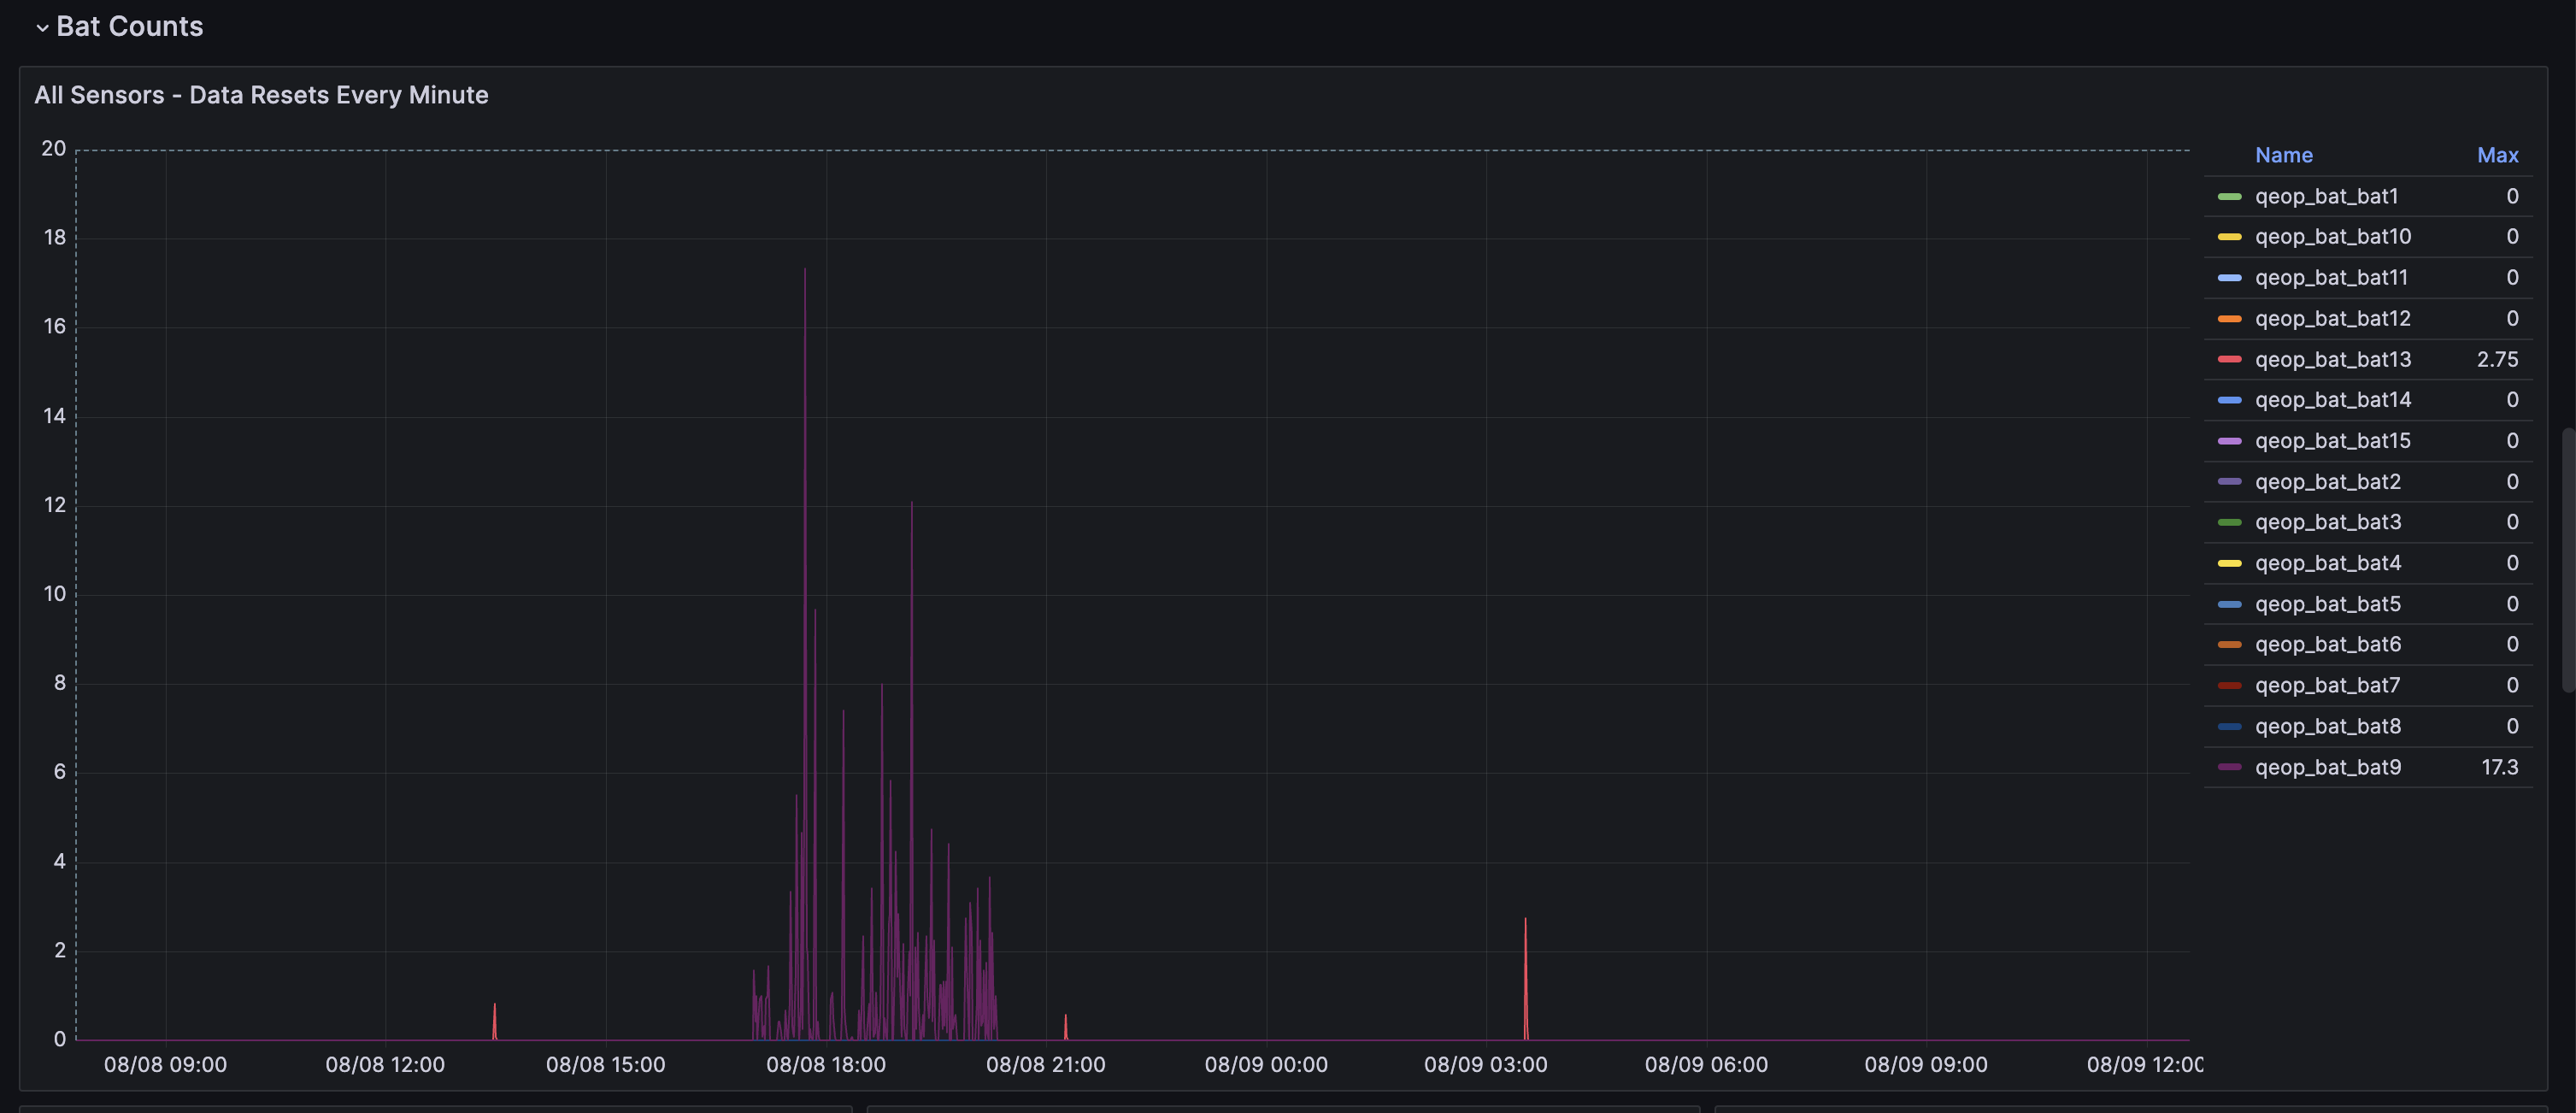 Bat Counts
All Sensors - Data Resets Every Minute
20
18
16
14
12
10
8
6
4
2
0
08/08 09:00 08/08 12:00 08/08 15:00 08/08 18:00 08/08 21:00 08/09 00:00 08/09 03:00 08/09 06:00 08/09 09:00 08/09 12:00
Name Max
qeop_bat_bat1 0
qeop_bat_bat10 0
qeop_bat_bat11 0
qeop_bat_bat12 0
qeop_bat_bat13 2.75
qeop_bat_bat14 0
qeop_bat_bat15 0
qeop_bat_bat2 0
qeop_bat_bat3 0
qeop_bat_bat4 0
qeop_bat_bat5 0
qeop_bat_bat6 0
qeop_bat_bat7 0
qeop_bat_bat8 0
qeop_bat_bat9 17.3